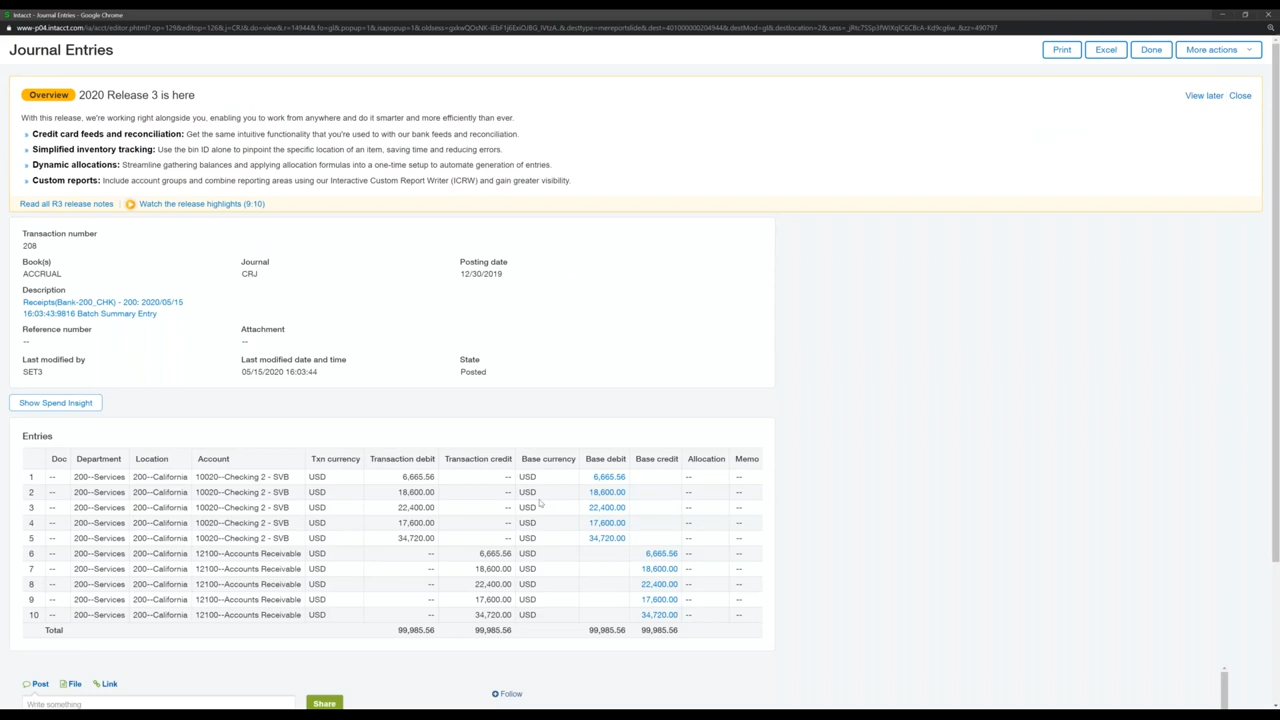 Intacct - Journal Entries - Google Chrome
Journal Entries
Print Excel Done More actions
Overview 2020 Release 3 is here
View later Close
With this release, we're working right alongside you, enabling you to work from anywhere and do it smarter and more efficiently than ever.
» Credit card feeds and reconciliation: Get the same intuitive functionality that you're used to with our bank feeds and reconciliation.
» Simplified inventory tracking: Use the bin ID alone to pinpoint the specific location of an item, saving time and reducing errors.
» Dynamic allocations: Streamline gathering balances and applying allocation formulas into a one-time setup to automate generation of entries.
» Custom reports: Include account groups and combine reporting areas using our Interactive Custom Report Writer (ICRW) and gain greater visibility.
Read all R3 release notes Watch the release highlights (9:10)
Transaction number
208
Book(s) Journal Posting date
ACCRUAL CRJ 12/30/2019
Description
Receipts(Bank-200_CHK) - 200: 2020/05/15
16:03:43:9816 Batch Summary Entry
Reference number Attachment
-- --
Last modified by Last modified date and time State
SET3 05/15/2020 16:03:44 Posted
Show Spend Insight
Entries
Doc Department Location Account Txn currency Transaction debit Transaction credit Base currency Base debit Base credit Allocation Memo
1 -- 200--Services 200--California 10020--Checking 2 - SVB USD 6,665.56 -- USD 6,665.56 -- --
2 -- 200--Services 200--California 10020--Checking 2 - SVB USD 18,600.00 -- USD 18,600.00 -- --
3 -- 200--Services 200--California 10020--Checking 2 - SVB USD 22,400.00 -- USD 22,400.00 -- --
4 -- 200--Services 200--California 10020--Checking 2 - SVB USD 17,600.00 -- USD 17,600.00 -- --
5 -- 200--Services 200--California 10020--Checking 2 - SVB USD 34,720.00 -- USD 34,720.00 -- --
6 -- 200--Services 200--California 12100--Accounts Receivable USD -- 6,665.56 USD 6,665.56 -- --
7 -- 200--Services 200--California 12100--Accounts Receivable USD -- 18,600.00 USD 18,600.00 -- --
8 -- 200--Services 200--California 12100--Accounts Receivable USD -- 22,400.00 USD 22,400.00 -- --
9 -- 200--Services 200--California 12100--Accounts Receivable USD -- 17,600.00 USD 17,600.00 -- --
10 -- 200--Services 200--California 12100--Accounts Receivable USD -- 34,720.00 USD 34,720.00 -- --
Total 99,985.56 99,985.56 99,985.56 99,985.56
Post File Link
Follow
Write something Share